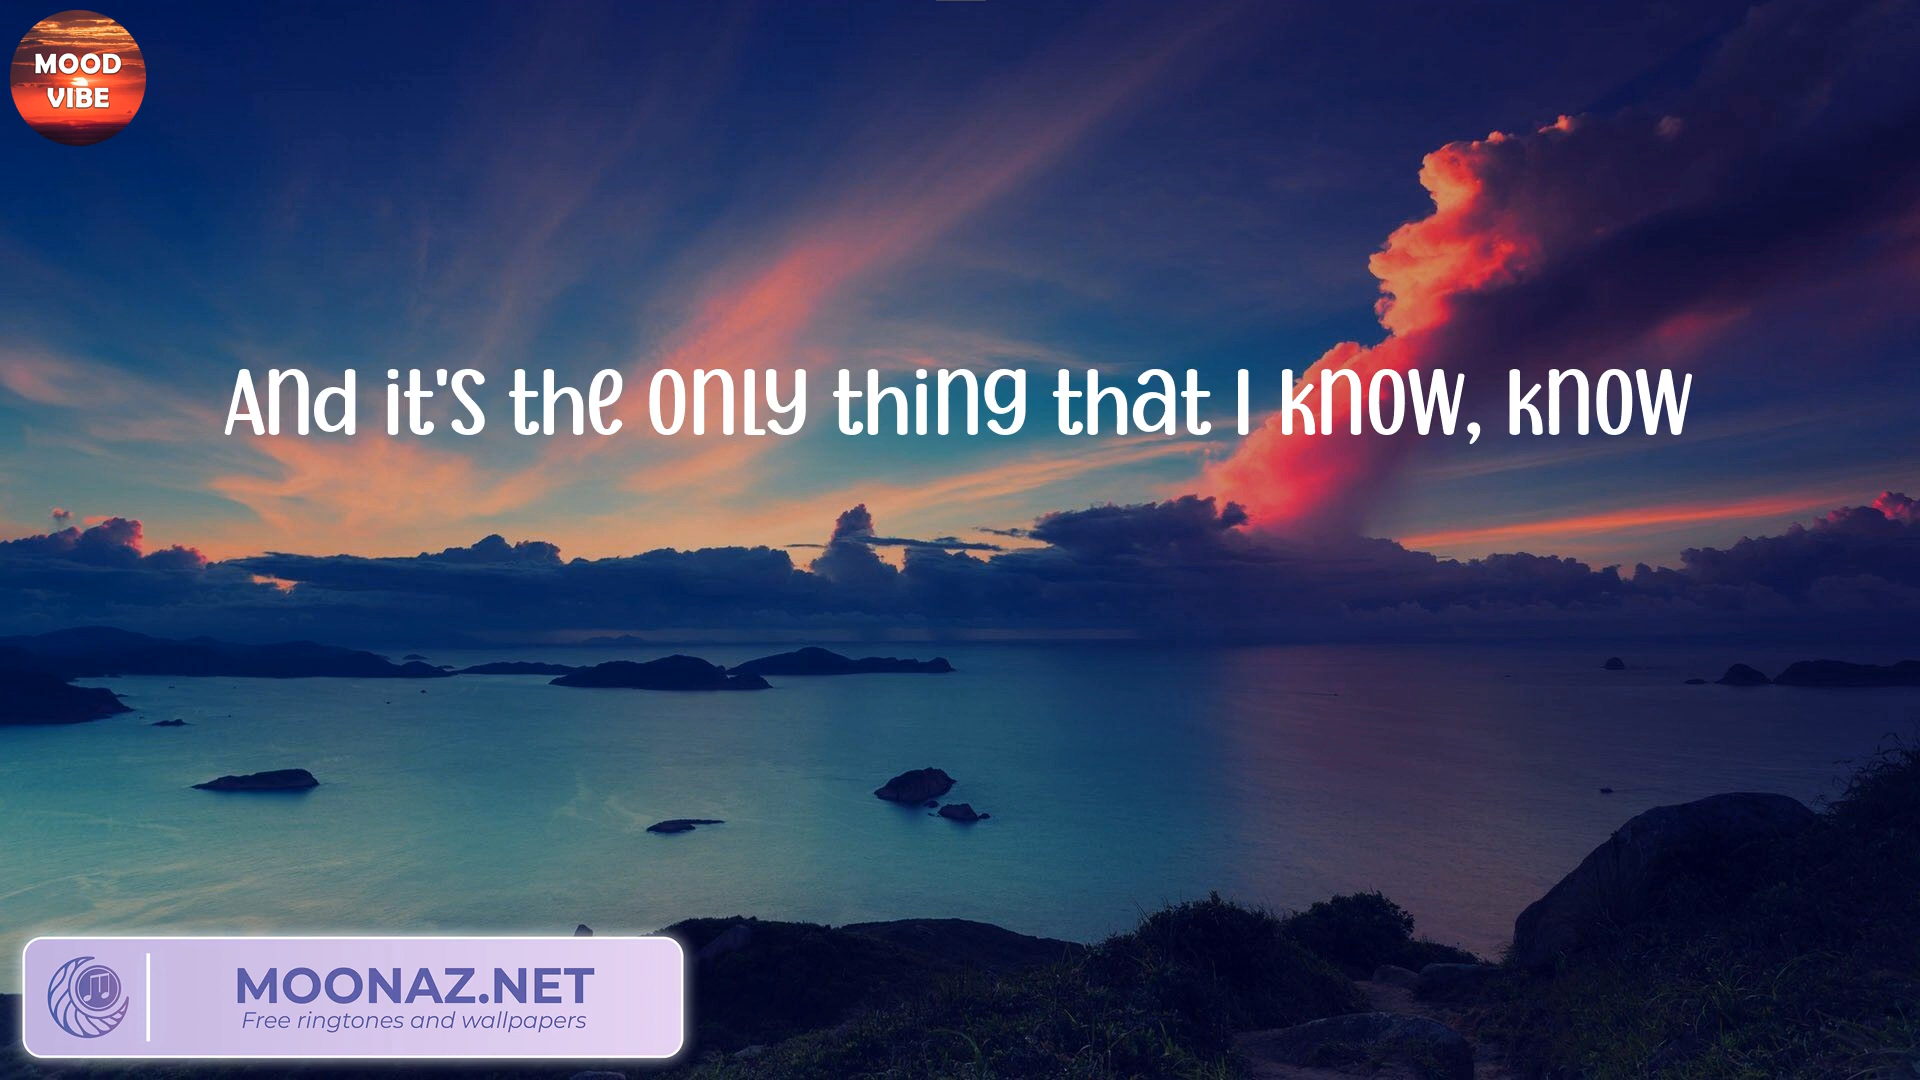 MOOD
VIBE
And it's the only thing that I know, know
MOONAZ.NET
Free ringtones and wallpapers